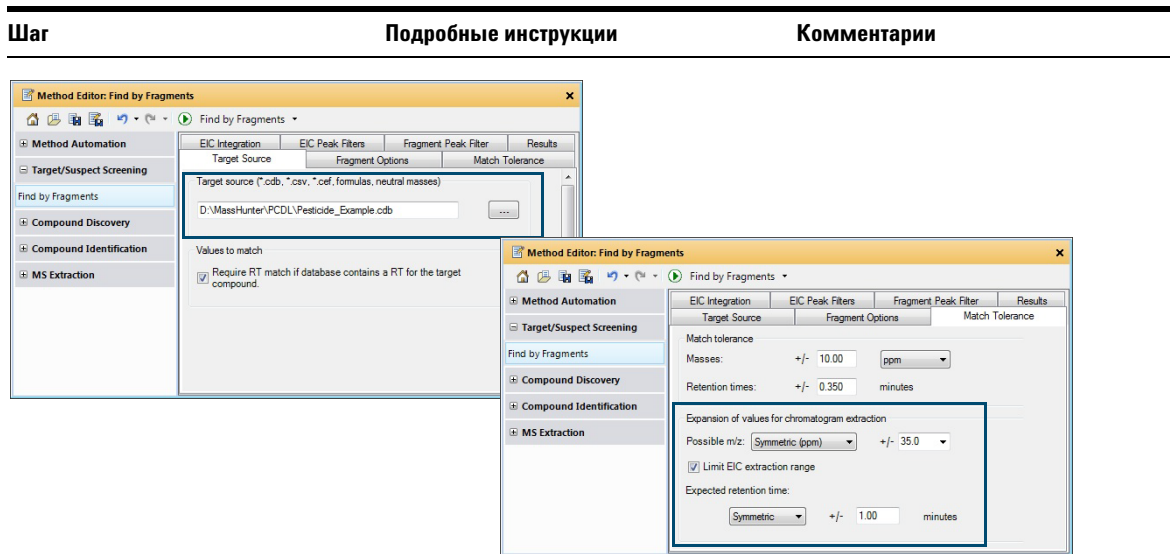 Шаг Подробные инструкции Комментарии
Method Editor: Find by Fragments x
Find by Fragments
Method Automation
Target/Suspect Screening
Find by Fragments
Compound Discovery
Compound Identification
MS Extraction
EIC Integration EIC Peak Filters Fragment Peak Filter Results
Target Source Fragment Options Match Tolerance
Target source (*.cdb, *.csv, *.cef, formulas, neutral masses)
D:\MassHunter\PCDL\Pesticide_Example.cdb ...
Values to match
Require RT match if database contains a RT for the target
compound.
Method Editor: Find by Fragments x
Find by Fragments
Method Automation
Target/Suspect Screening
Find by Fragments
Compound Discovery
Compound Identification
MS Extraction
EIC Integration EIC Peak Filters Fragment Peak Filter Results
Target Source Fragment Options Match Tolerance
Match tolerance
Masses: +/- 10.00 ppm
Retention times: +/- 0.350 minutes
Expansion of values for chromatogram extraction
Possible m/z: Symmetric (ppm) +/- 35.0
Limit EIC extraction range
Expected retention time:
Symmetric +/- 1.00 minutes